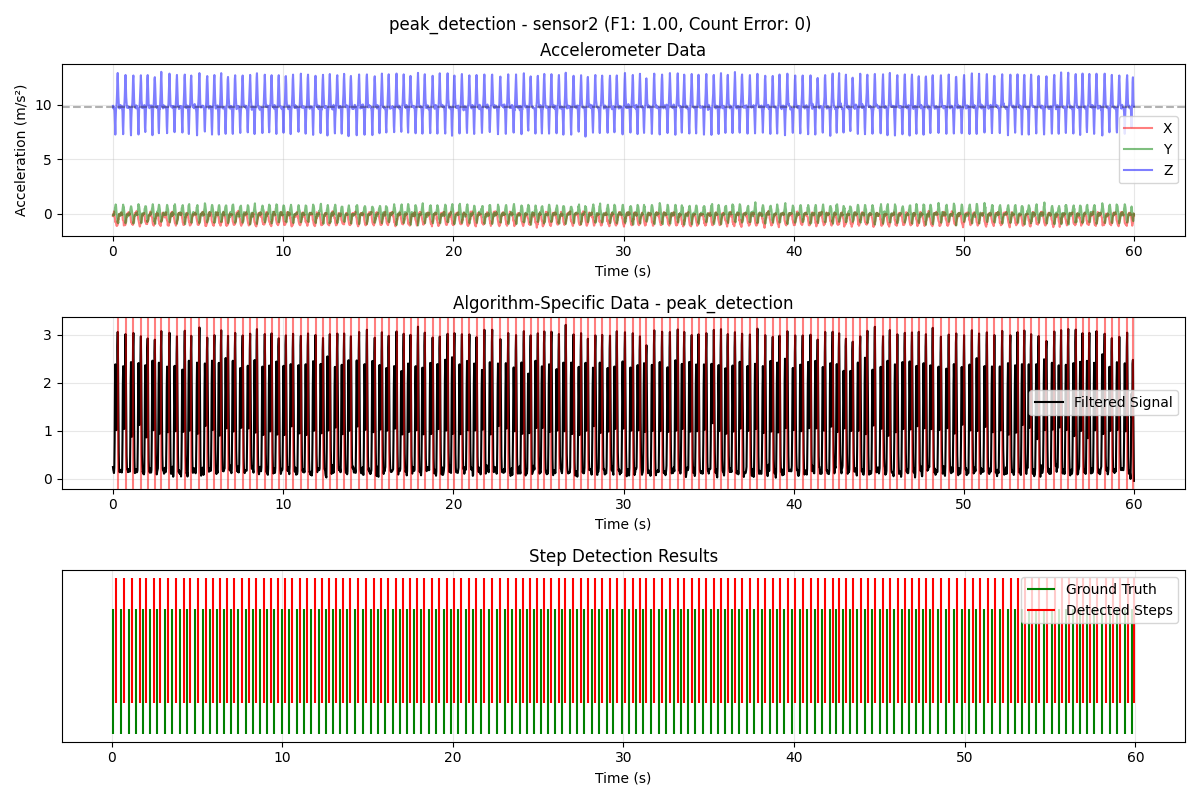 peak_detection - sensor2 (F1: 1.00, Count Error: 0)
Accelerometer Data
Acceleration (m/s²)
10
5
0
X
Y
Z
0 10 20 30 40 50 60
Time (s)
Algorithm-Specific Data - peak_detection
3
2
1
0
Filtered Signal
0 10 20 30 40 50 60
Time (s)
Step Detection Results
Ground Truth
Detected Steps
0 10 20 30 40 50 60
Time (s)